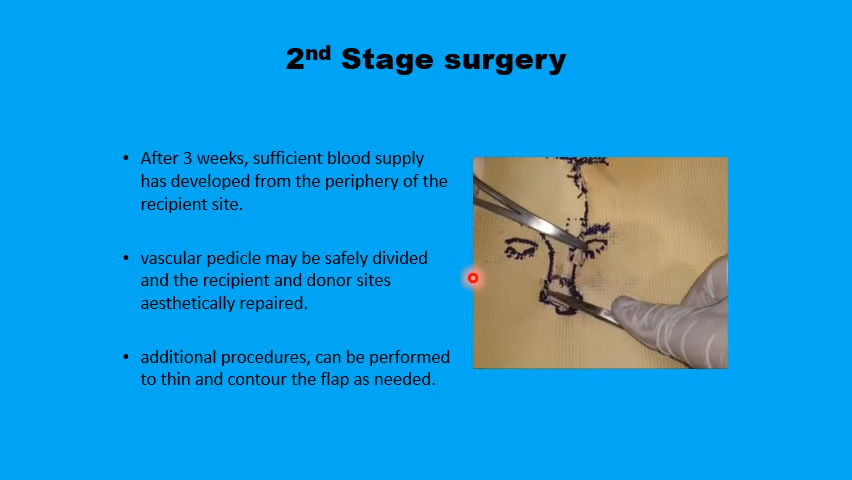 2nd Stage surgery
• After 3 weeks, sufficient blood supply
has developed from the periphery of the
recipient site.
• vascular pedicle may be safely divided
and the recipient and donor sites
aesthetically repaired.
• additional procedures, can be performed
to thin and contour the flap as needed.